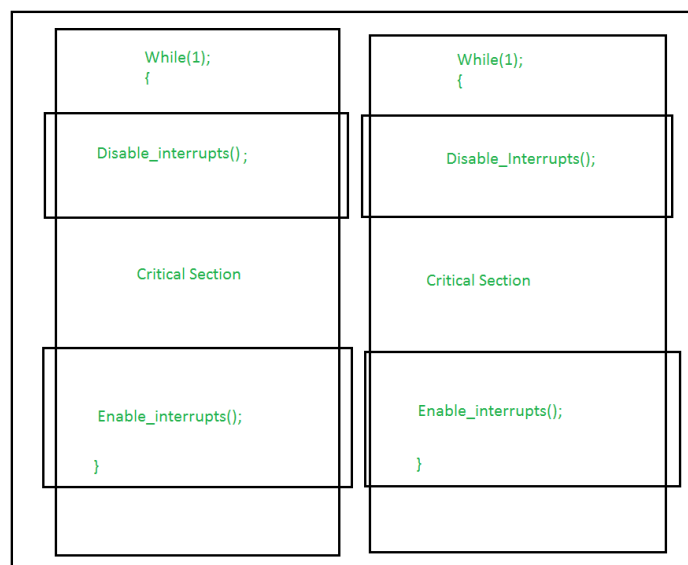 While(1);
{
Disable_interrupts() ;
Critical Section
Enable_interrupts();
}
While(1);
{
Disable_Interrupts();
Critical Section
Enable_interrupts();
}